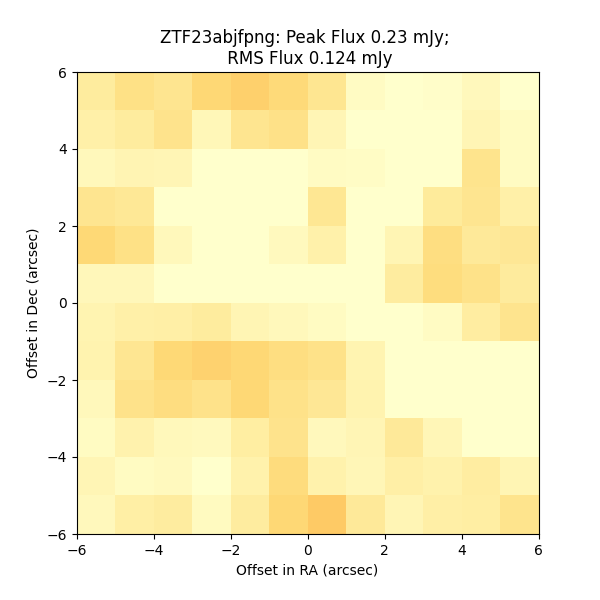 ZTF23abjfpng: Peak Flux 0.23 mJy;
RMS Flux 0.124 mJy
6
4
2
0
−2
−4
−6
Offset in Dec (arcsec)
−6 −4 −2 0 2 4 6
Offset in RA (arcsec)